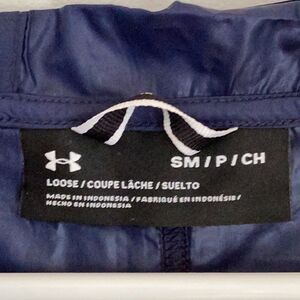 SM / P / CH
LOOSE / COUPE LÂCHE / SUELTO
MADE IN INDONESIA / FABRIQUÉ EN INDONÉSIE /
HECHO EN INDONESIA